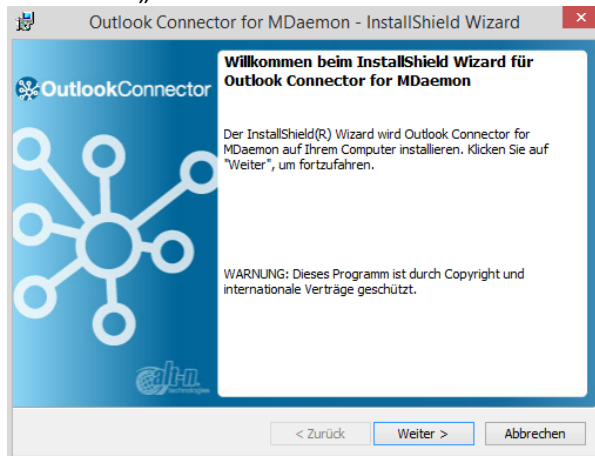 „
Outlook Connector for MDaemon - InstallShield Wizard
OutlookConnector
Willkommen beim InstallShield Wizard für
Outlook Connector for MDaemon
Der InstallShield(R) Wizard wird Outlook Connector for
MDaemon auf Ihrem Computer installieren. Klicken Sie auf
"Weiter", um fortzufahren.
WARNUNG: Dieses Programm ist durch Copyright und
internationale Verträge geschützt.
alt-n
technologies
< Zurück
Weiter >
Abbrechen